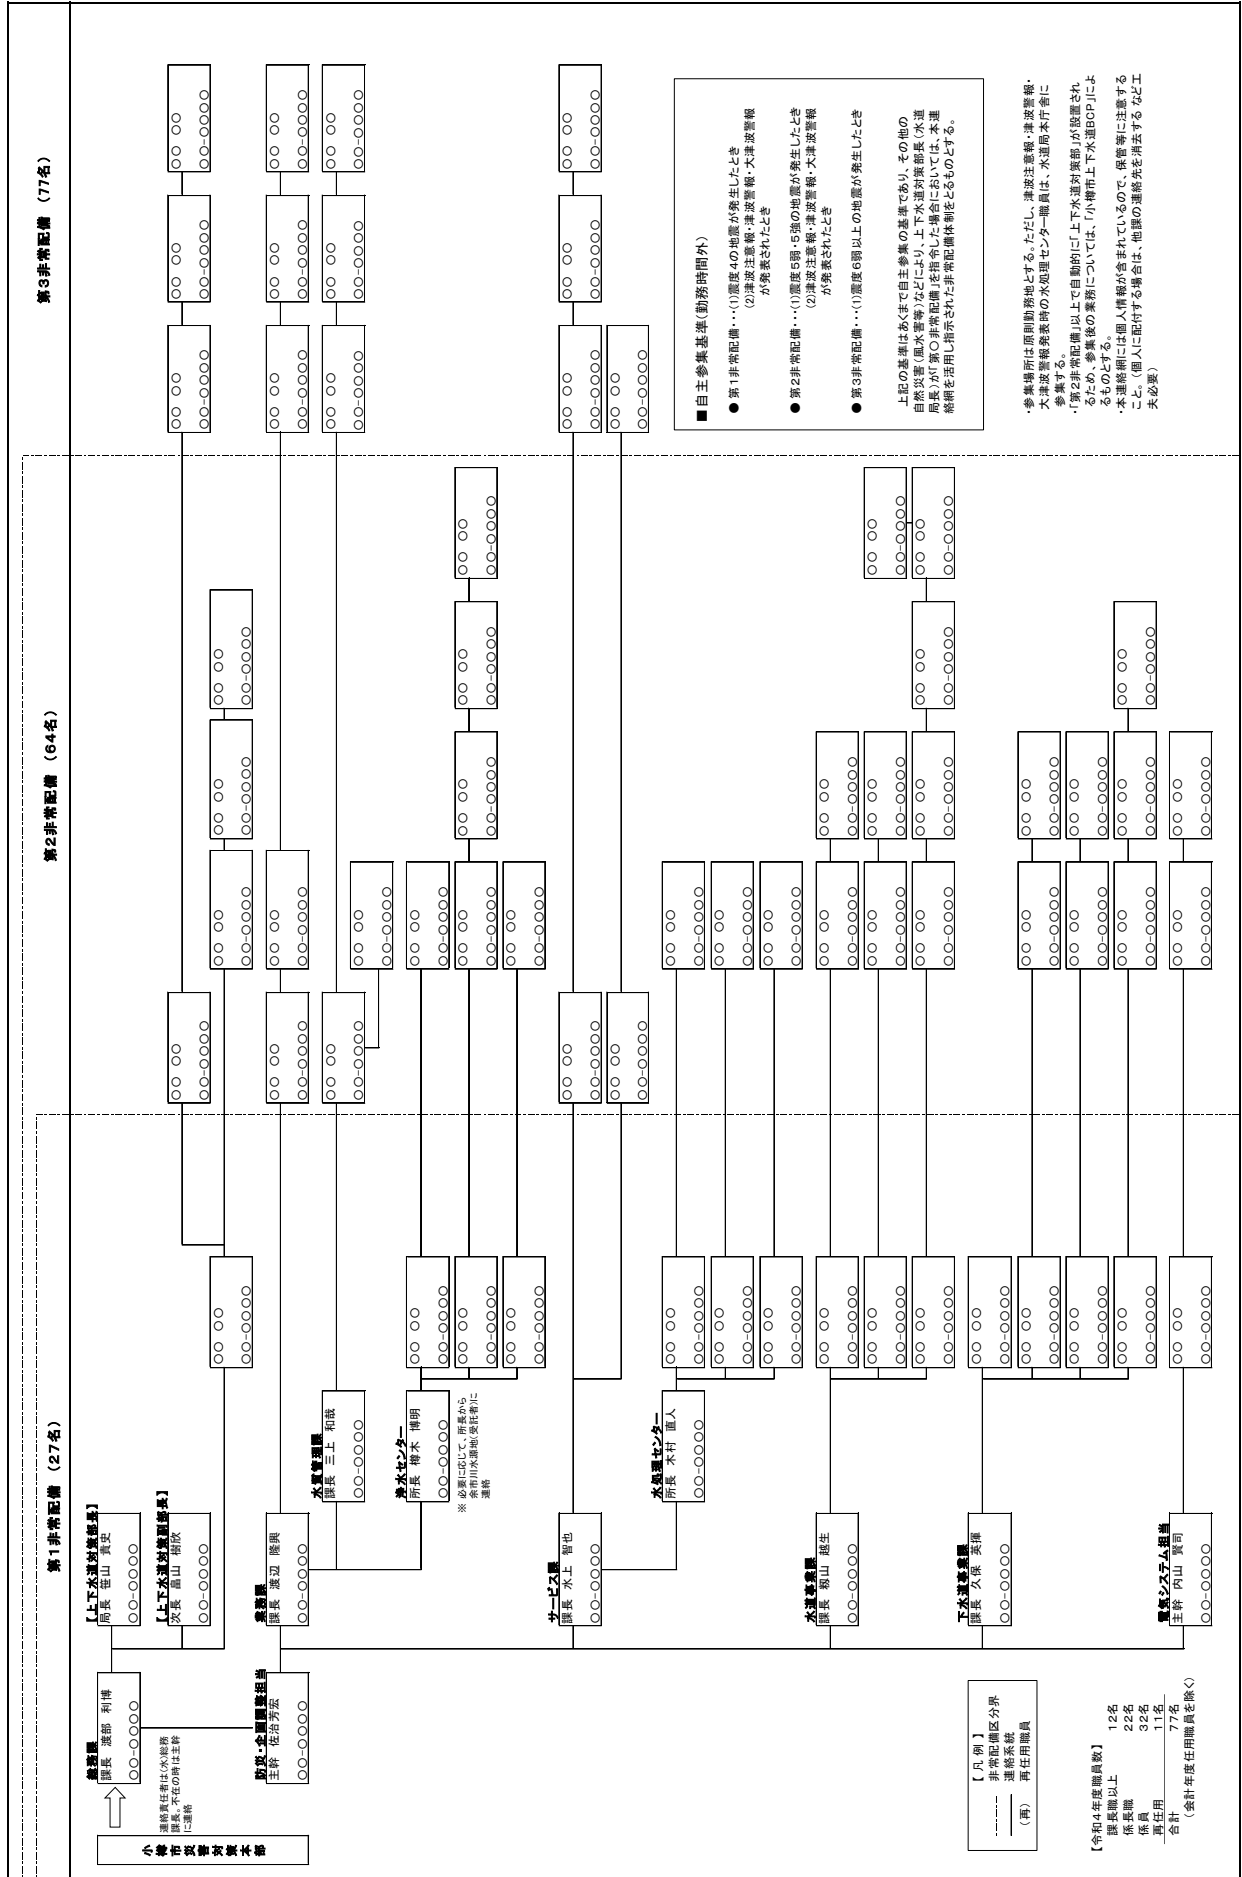 第1非常配備 (27名)
第2非常配備 (64名)
第3非常配備 (77名)
小樽市災害対策本部
総務課
課長 渡部 利博
○○-○○○○
連絡責任者は(水)総務
課長。不在の時は主幹
に連絡
【上下水道対策部長】
局長 笹山 貴史
○○-○○○○
【上下水道対策副部長】
次長 畠山 樹欣
○○-○○○○
○○ ○○
○○-○○○○
○○ ○○
○○-○○○○
○○ ○○
○○-○○○○
○○ ○○
○○-○○○○
○○ ○○
○○-○○○○
○○ ○○
○○-○○○○
○○ ○○
○○-○○○○
○○ ○○
○○-○○○○
防災・企画調整担当
主幹 佐治芳宏
○○-○○○○
業務課
課長 渡辺 隆興
○○-○○○○
○○ ○○
○○-○○○○
○○ ○○
○○-○○○○
○○ ○○
○○-○○○○
○○ ○○
○○-○○○○
○○ ○○
○○-○○○○
水質管理課
課長 三上 和哉
○○-○○○○
○○ ○○
○○-○○○○
○○ ○○
○○-○○○○
○○ ○○
○○-○○○○
○○ ○○
○○-○○○○
○○ ○○
○○-○○○○
浄水センター
所長 樽木 博明
○○-○○○○
※ 必要に応じて、所長から
余市川水源地(受託者)に
連絡
○○ ○○
○○-○○○○
○○ ○○
○○-○○○○
○○ ○○
○○-○○○○
○○ ○○
○○-○○○○
○○ ○○
○○-○○○○
○○ ○○
○○-○○○○
○○ ○○
○○-○○○○
○○ ○○
○○-○○○○
○○ ○○
○○-○○○○
サービス課
課長 水上 智也
○○-○○○○
○○ ○○
○○-○○○○
○○ ○○
○○-○○○○
○○ ○○
○○-○○○○
○○ ○○
○○-○○○○
○○ ○○
○○-○○○○
○○ ○○
○○-○○○○
水処理センター
所長 木村 直人
○○-○○○○
○○ ○○
○○-○○○○
○○ ○○
○○-○○○○
○○ ○○
○○-○○○○
○○ ○○
○○-○○○○
○○ ○○
○○-○○○○
○○ ○○
○○-○○○○
水道事業課
課長 籾山 越生
○○-○○○○
○○ ○○
○○-○○○○
○○ ○○
○○-○○○○
○○ ○○
○○-○○○○
○○ ○○
○○-○○○○
○○ ○○
○○-○○○○
○○ ○○
○○-○○○○
○○ ○○
○○-○○○○
○○ ○○
○○-○○○○
○○ ○○
○○-○○○○
○○ ○○
○○-○○○○
○○ ○○
○○-○○○○
○○ ○○
○○-○○○○
下水道事業課
課長 久保 英揮
○○-○○○○
○○ ○○
○○-○○○○
○○ ○○
○○-○○○○
○○ ○○
○○-○○○○
○○ ○○
○○-○○○○
○○ ○○
○○-○○○○
○○ ○○
○○-○○○○
○○ ○○
○○-○○○○
○○ ○○
○○-○○○○
○○ ○○
○○-○○○○
○○ ○○
○○-○○○○
○○ ○○
○○-○○○○
電気システム担当
主幹 内山 賢司
○○-○○○○
○○ ○○
○○-○○○○
○○ ○○
○○-○○○○
○○ ○○
○○-○○○○
■自主参集基準(勤務時間外)
● 第1非常配備・・・(1)震度4の地震が発生したとき
(2)津波注意報・津波警報・大津波警報
が発表されたとき
● 第2非常配備・・・(1)震度5弱・5強の地震が発生したとき
(2)津波注意報・津波警報・大津波警報
が発表されたとき
● 第3非常配備・・・(1)震度6弱以上の地震が発生したとき
上記の基準はあくまで自主参集の基準であり、その他の
自然災害(風水害等)などにより、上下水道対策部長(水道
局長)が「第○非常配備」を指令した場合においては、本連
絡網を活用し指示された非常配備体制をとるものとする。
・参集場所は原則勤務地とする。ただし、津波注意報・津波警報・
大津波警報発表時の水処理センター職員は、水道局本庁舎に
参集する。
・「第2非常配備」以上で自動的に「上下水道対策部」が設置され
るため、参集後の業務については、「小樽市上下水道BCP」によ
るものとする。
・本連絡網には個人情報が含まれているので、保管等に注意する
こと。(個人に配付する場合は、他課の連絡先を消去するなど工
夫必要)
【 凡 例 】
非常配備区分界
連絡系統
(再) 再任用職員
【令和4年度職員数】
課長職以上 12名
係長職 22名
係員 32名
再任用 11名
合計 77名
(会計年度任用職員を除く)